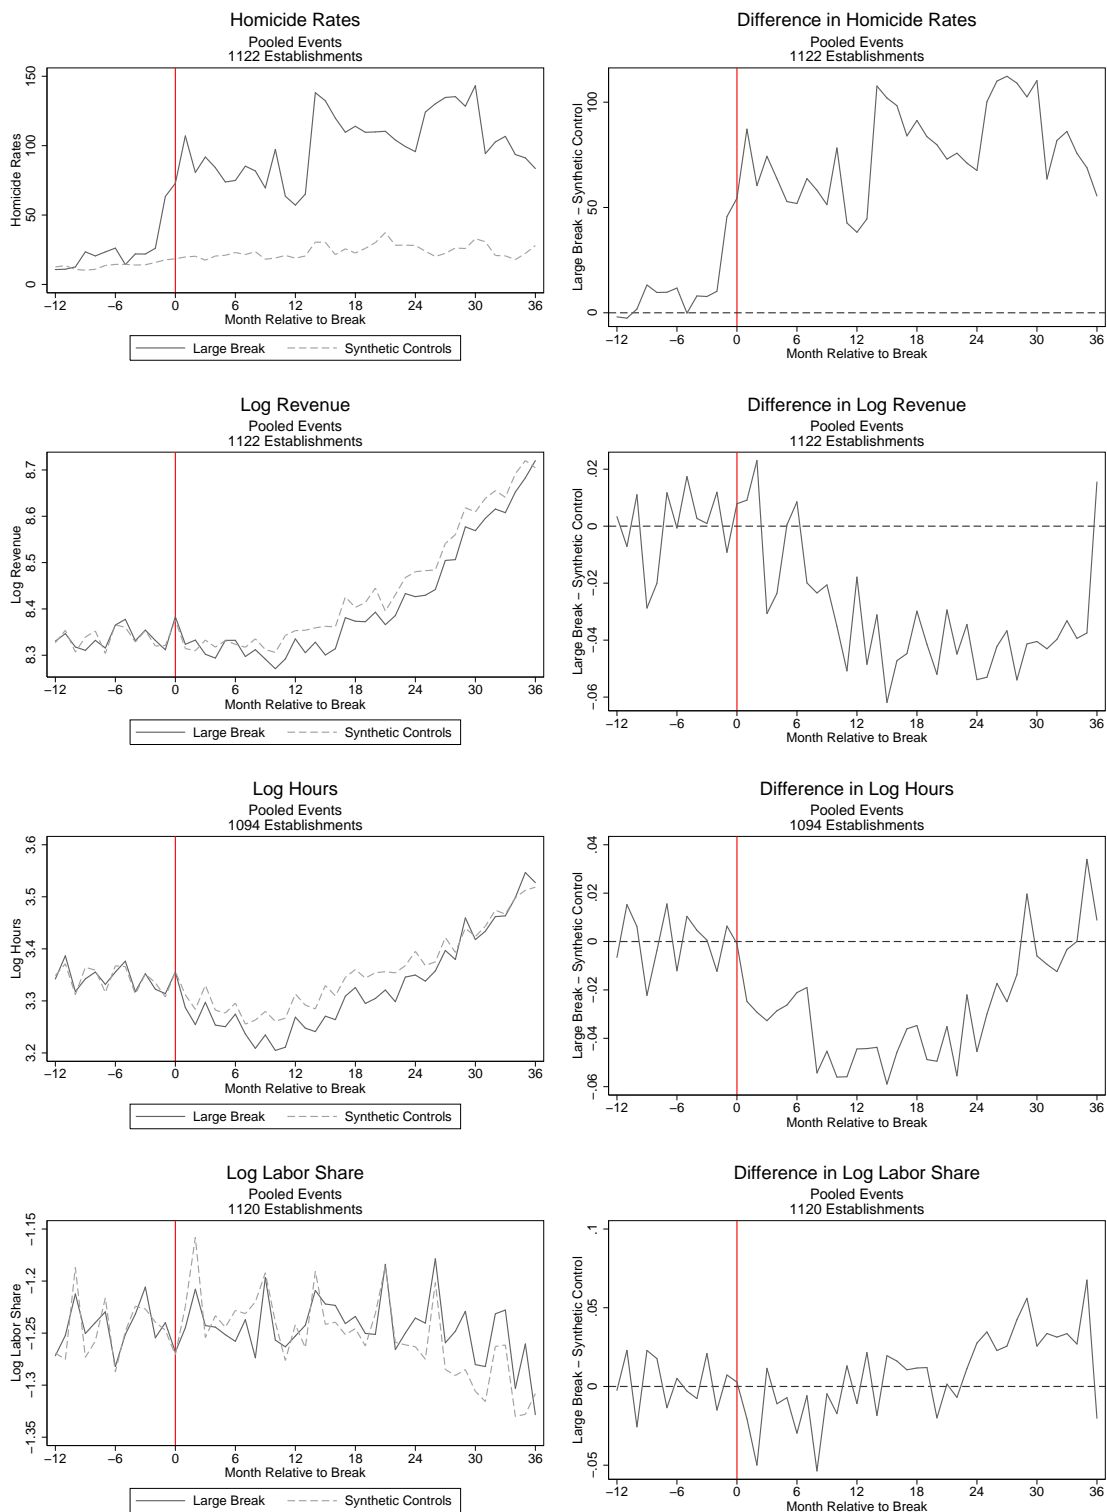 Homicide Rates
Pooled Events
1122 Establishments
Homicide Rates
150
100
50
0
−12 −6 0 6 12 18 24 30 36
Month Relative to Break
Large Break Synthetic Controls
Difference in Homicide Rates
Pooled Events
1122 Establishments
Large Break − Synthetic Control
100
50
0
−12 −6 0 6 12 18 24 30 36
Month Relative to Break
Log Revenue
Pooled Events
1122 Establishments
Log Revenue
8.7
8.6
8.5
8.4
8.3
−12 −6 0 6 12 18 24 30 36
Month Relative to Break
Large Break Synthetic Controls
Difference in Log Revenue
Pooled Events
1122 Establishments
Large Break − Synthetic Control
.02
0
−.02
−.04
−.06
−12 −6 0 6 12 18 24 30 36
Month Relative to Break
Log Hours
Pooled Events
1094 Establishments
Log Hours
3.6
3.5
3.4
3.3
3.2
−12 −6 0 6 12 18 24 30 36
Month Relative to Break
Large Break Synthetic Controls
Difference in Log Hours
Pooled Events
1094 Establishments
Large Break − Synthetic Control
.04
.02
0
−.02
−.04
−.06
−12 −6 0 6 12 18 24 30 36
Month Relative to Break
Log Labor Share
Pooled Events
1120 Establishments
Log Labor Share
−1.15
−1.2
−1.25
−1.3
−1.35
−12 −6 0 6 12 18 24 30 36
Month Relative to Break
Large Break Synthetic Controls
Difference in Log Labor Share
Pooled Events
1120 Establishments
Large Break − Synthetic Control
.1
.05
0
−.05
−12 −6 0 6 12 18 24 30 36
Month Relative to Break